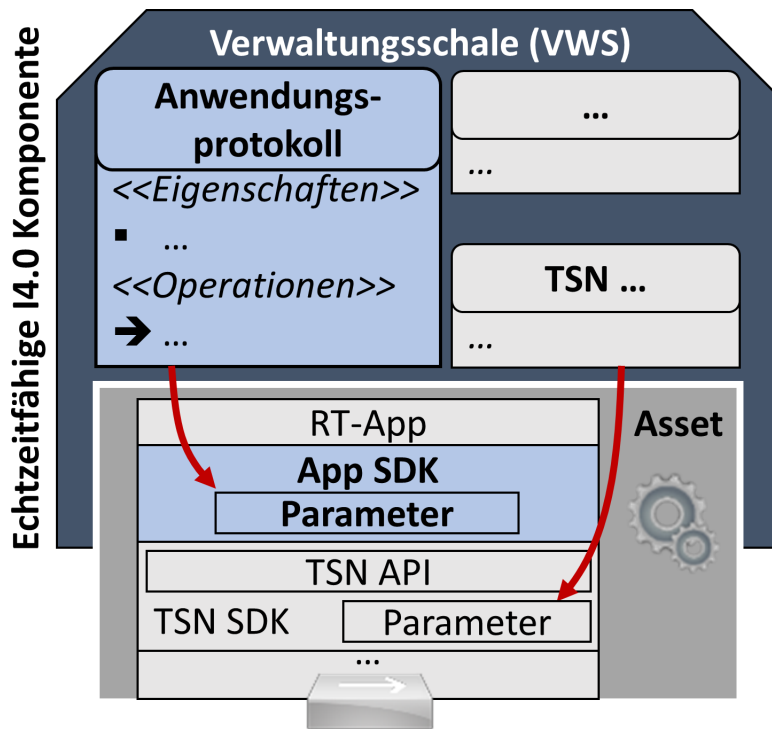 Echtzeitfähige I4.0 Komponente
Verwaltungsschale (VWS)
Anwendungs-
protokoll
<<Eigenschaften>>
▪ ...
<<Operationen>>
➔ ...
...
...
TSN ...
...
Asset
RT-App
App SDK
Parameter
TSN API
TSN SDK
Parameter
...